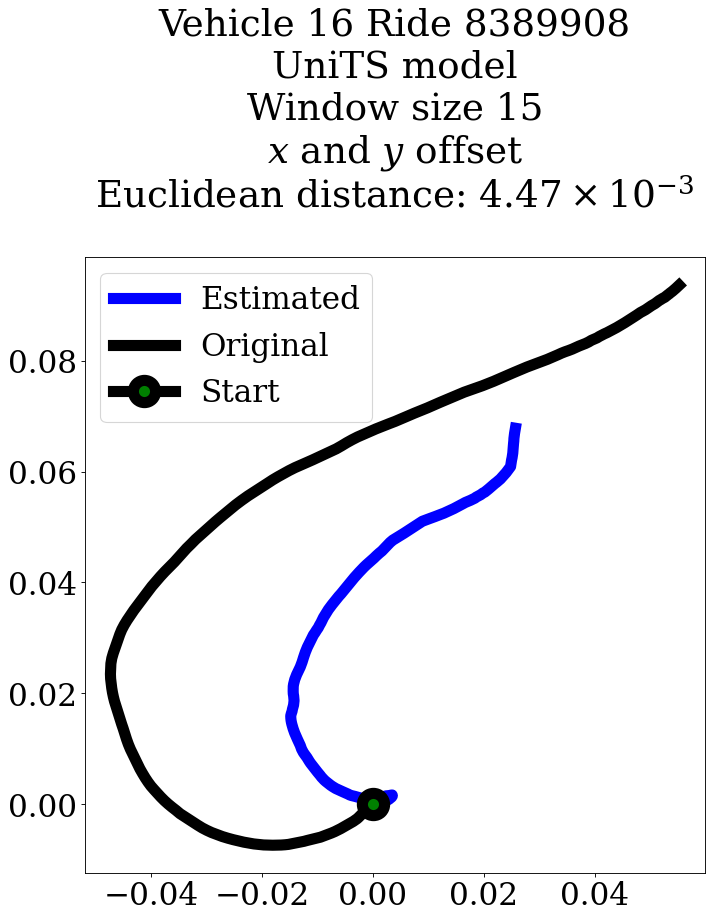 Vehicle 16 Ride 8389908
UniTS model
Window size 15
x and y offset
Euclidean distance: 4.47 × 10⁻³
Estimated
Original
Start
0.08
0.06
0.04
0.02
0.00
−0.04 −0.02 0.00 0.02 0.04